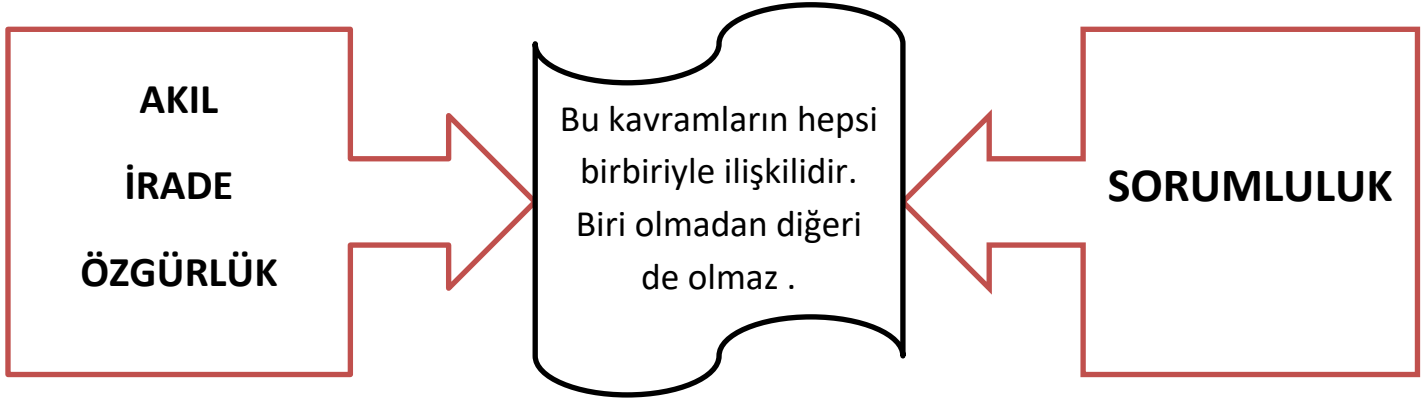 AKIL
İRADE
ÖZGÜRLÜK
Bu kavramların hepsi
birbiriyle ilişkilidir.
Biri olmadan diğeri
de olmaz .
SORUMLULUK